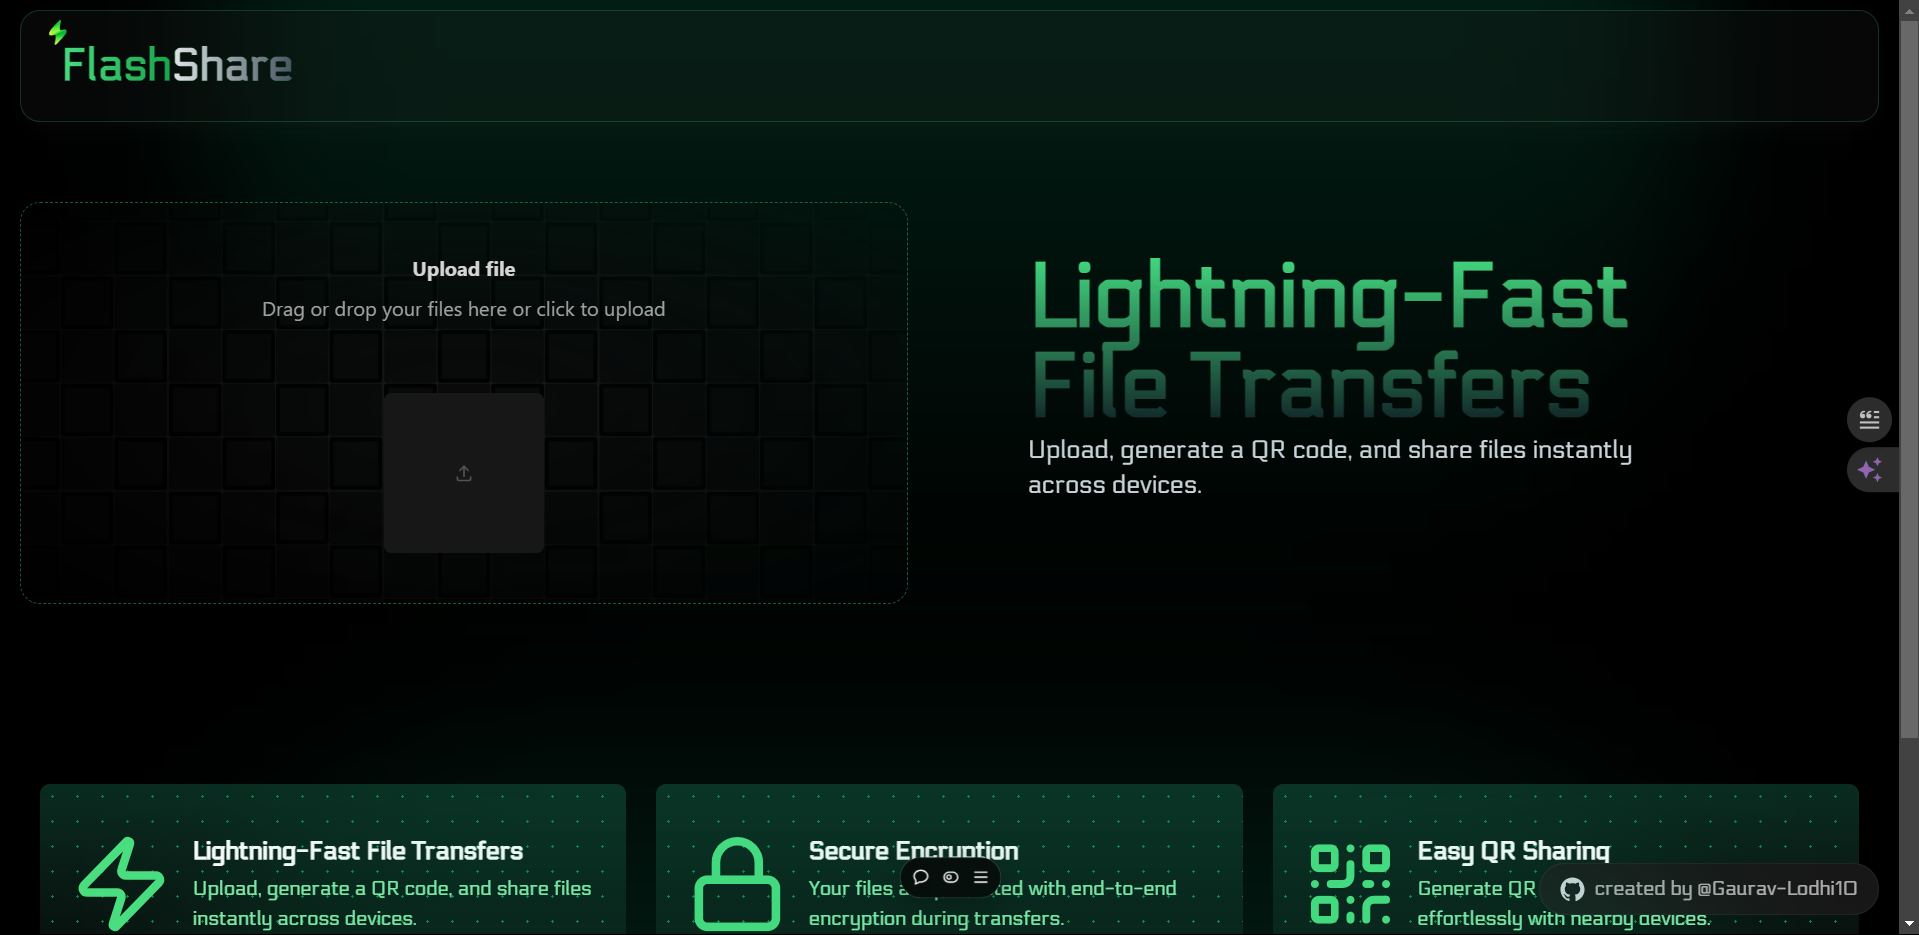 FlashShare
Upload file
Drag or drop your files here or click to upload
Lightning-Fast
File Transfers
Upload, generate a QR code, and share files instantly
across devices.
Lightning-Fast File Transfers
Upload, generate a QR code, and share files
instantly across devices.
Secure Encryption
Your files with end-to-end
encryption during transfers.
Easy QR Sharing
Generate QR
effortlessly with nearby devices.
created by @Gaurav-Lodhi10